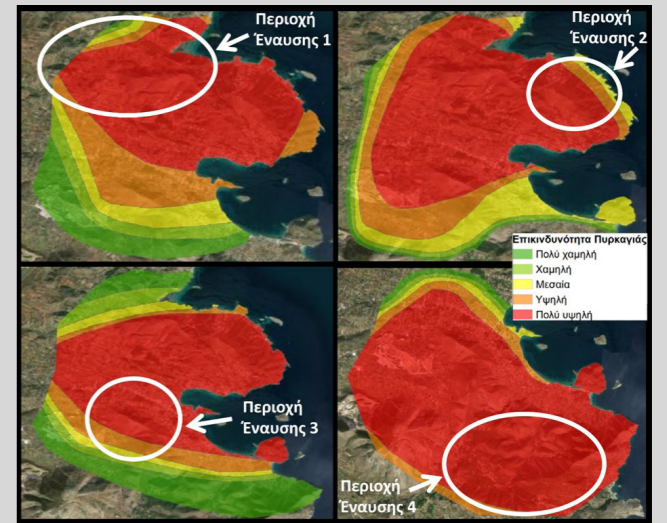 Περιοχή
Έναυσης 1
Περιοχή
Έναυσης 2
Επικινδυνότητα Πυρκαγιάς
Πολύ χαμηλή
Χαμηλή
Μεσαία
Υψηλή
Πολύ υψηλή
Περιοχή
Έναυσης 3
Περιοχή
Έναυσης 4